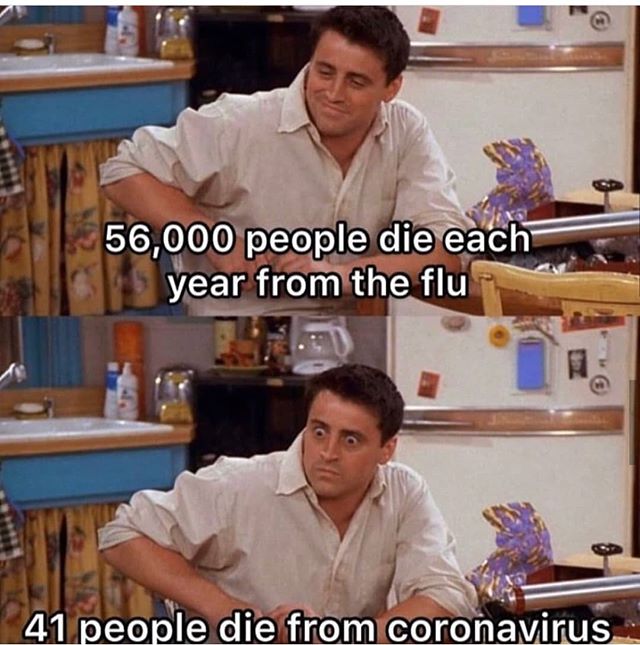 56,000 people die each
year from the flu
41 people die from coronavirus